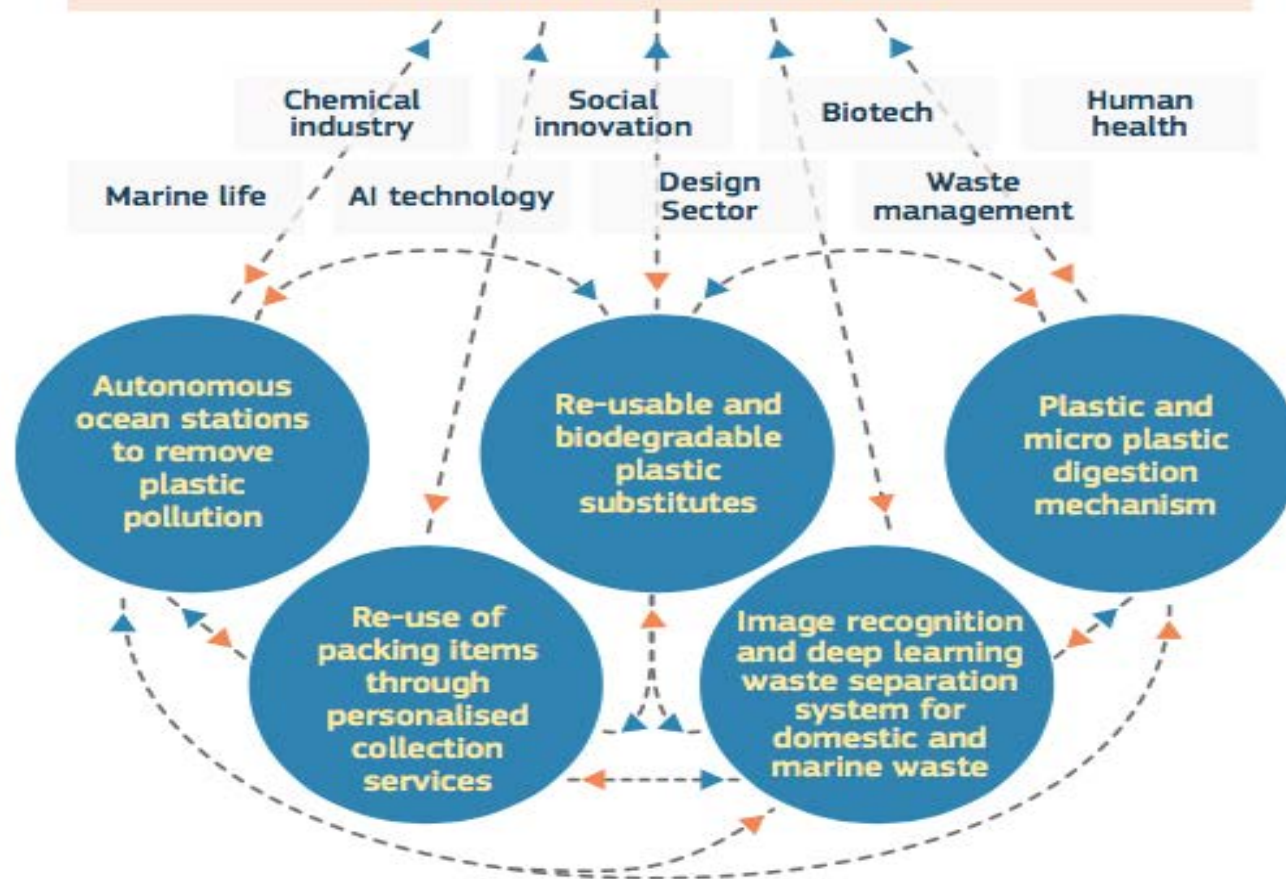 Chemical
industry
Social
innovation
Biotech
Human
health
Marine life
AI technology
Design
Sector
Waste
management
Autonomous
ocean stations
to remove
plastic
pollution
Re-usable and
biodegradable
plastic
substitutes
Plastic and
micro plastic
digestion
mechanism
Re-use of
packing items
through
personalised
collection
services
Image recognition
and deep learning
waste separation
system for
domestic and
marine waste